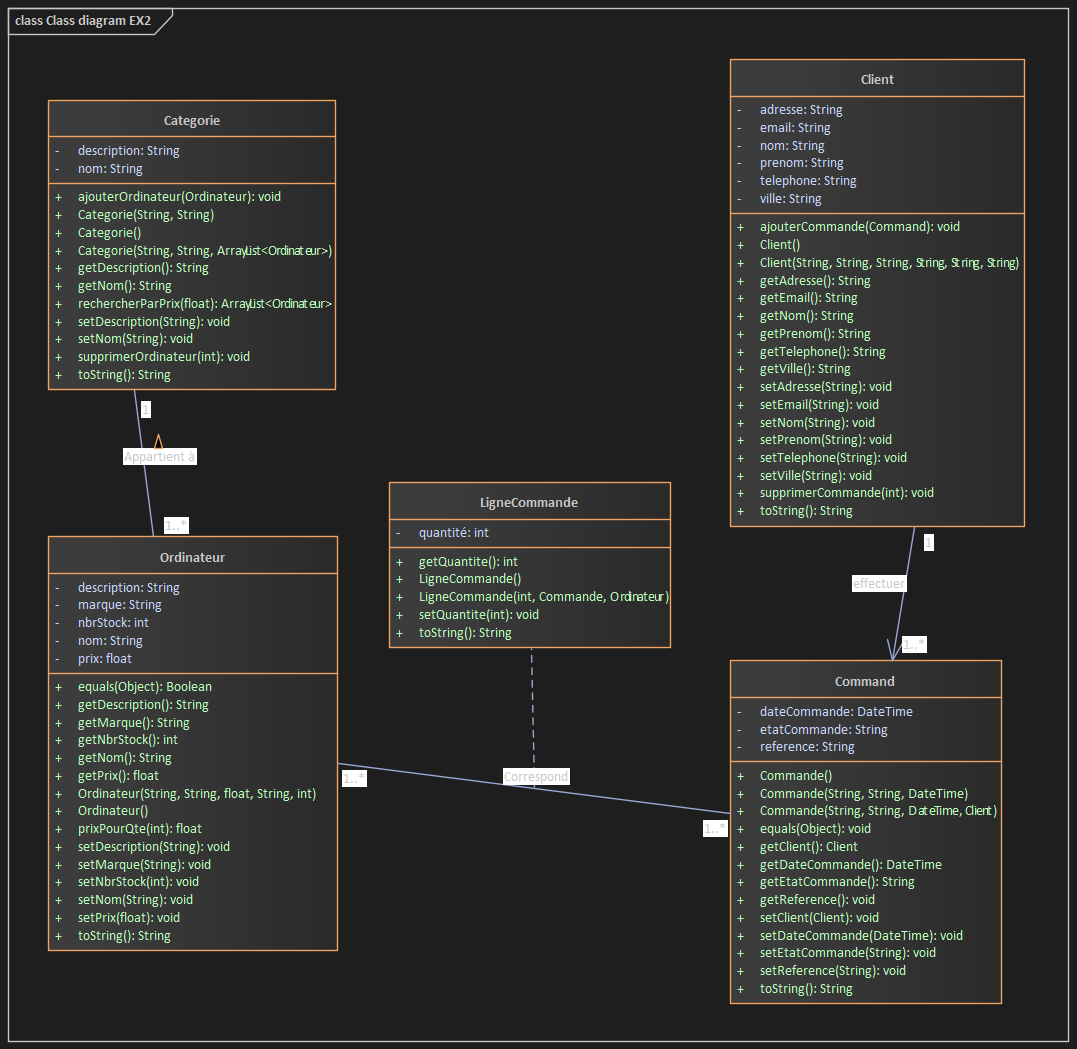 class Class diagram EX2
Categorie
- description: String
- nom: String
+ ajouterOrdinateur(Ordinateur): void
+ Categorie(String, String)
+ Categorie()
+ Categorie(String, String, ArrayList<Ordinateur>)
+ getDescription(): String
+ getNom(): String
+ rechercherParPrix(float): ArrayList<Ordinateur>
+ setDescription(String): void
+ setNom(String): void
+ supprimerOrdinateur(int): void
+ toString(): String
Client
- adresse: String
- email: String
- nom: String
- prenom: String
- telephone: String
- ville: String
+ ajouterCommande(Command): void
+ Client()
+ Client(String, String, String, String, String, String)
+ getAdresse(): String
+ getEmail(): String
+ getNom(): String
+ getPrenom(): String
+ getTelephone(): String
+ getVille(): String
+ setAdresse(String): void
+ setEmail(String): void
+ setNom(String): void
+ setPrenom(String): void
+ setTelephone(String): void
+ setVille(String): void
+ supprimerCommande(int): void
+ toString(): String
1
Appartient à
1..*
LigneCommande
- quantité: int
+ getQuantite(): int
+ LigneCommande()
+ LigneCommande(int, Commande, Ordinateur)
+ setQuantite(int): void
+ toString(): String
1
effectuer
1..*
Ordinateur
- description: String
- marque: String
- nbrStock: int
- nom: String
- prix: float
+ equals(Object): Boolean
+ getDescription(): String
+ getMarque(): String
+ getNbrStock(): int
+ getNom(): String
+ getPrix(): float
+ Ordinateur(String, String, float, String, int)
+ Ordinateur()
+ prixPourQte(int): float
+ setDescription(String): void
+ setMarque(String): void
+ setNbrStock(int): void
+ setNom(String): void
+ setPrix(float): void
+ toString(): String
1..*
Correspond
1..*
Command
- dateCommande: DateTime
- etatCommande: String
- reference: String
+ Commande()
+ Commande(String, String, DateTime)
+ Commande(String, String, DateTime, Client)
+ equals(Object): void
+ getClient(): Client
+ getDateCommande(): DateTime
+ getEtatCommande(): String
+ getReference(): void
+ setClient(Client): void
+ setDateCommande(DateTime): void
+ setEtatCommande(String): void
+ setReference(String): void
+ toString(): String